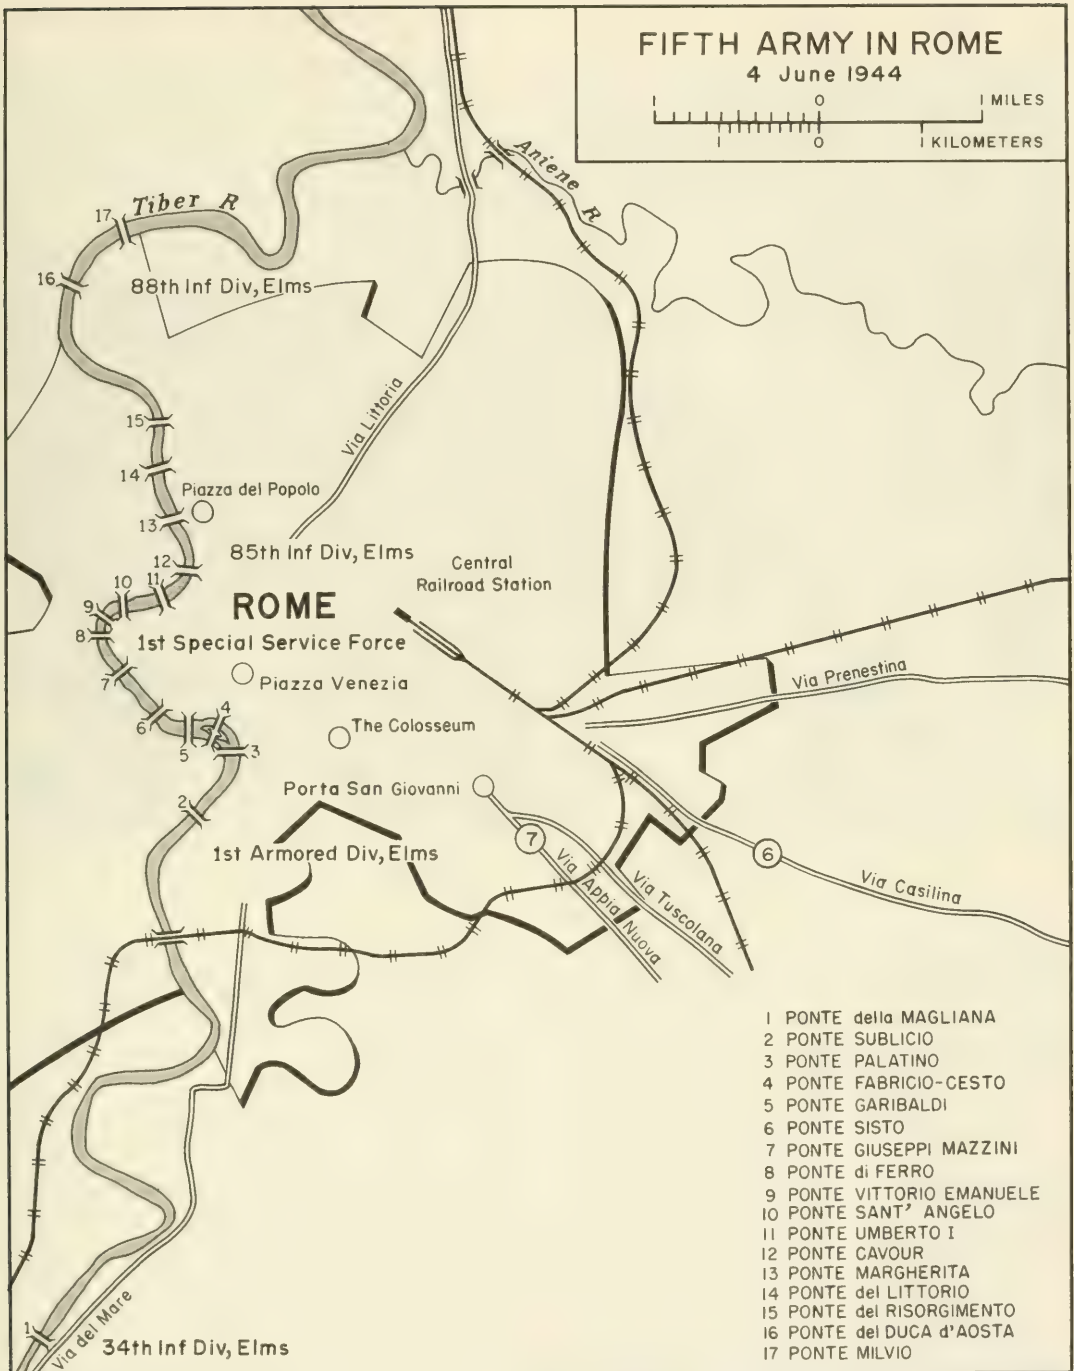 FIFTH ARMY IN ROME
4 June 1944
1 0 1 MILES
1 0 1 KILOMETERS
Aniene R
Tiber R
17
16
88th Inf Div, Elms
Via Littoria
15
14
Piazza del Popolo
13
85th Inf Div, Elms
12
Central
Railroad Station
11
10
9
ROME
8
1st Special Service Force
7
Piazza Venezia
Via Prenestina
6
5
4
The Colosseum
3
Porta San Giovanni
2
7
6
1st Armored Div, Elms
Via Appia Nuova
Via Tuscolana
Via Casilina
1 PONTE della MAGLIANA
2 PONTE SUBLICIO
3 PONTE PALATINO
4 PONTE FABRICIO-CESTO
5 PONTE GARIBALDI
6 PONTE SISTO
7 PONTE GIUSEPPI MAZZINI
8 PONTE di FERRO
9 PONTE VITTORIO EMANUELE
10 PONTE SANT' ANGELO
11 PONTE UMBERTO I
12 PONTE CAVOUR
13 PONTE MARGHERITA
14 PONTE del LITTORIO
15 PONTE del RISORGIMENTO
16 PONTE del DUCA d'AOSTA
17 PONTE MILVIO
1
Via del Mare
34th Inf Div, Elms